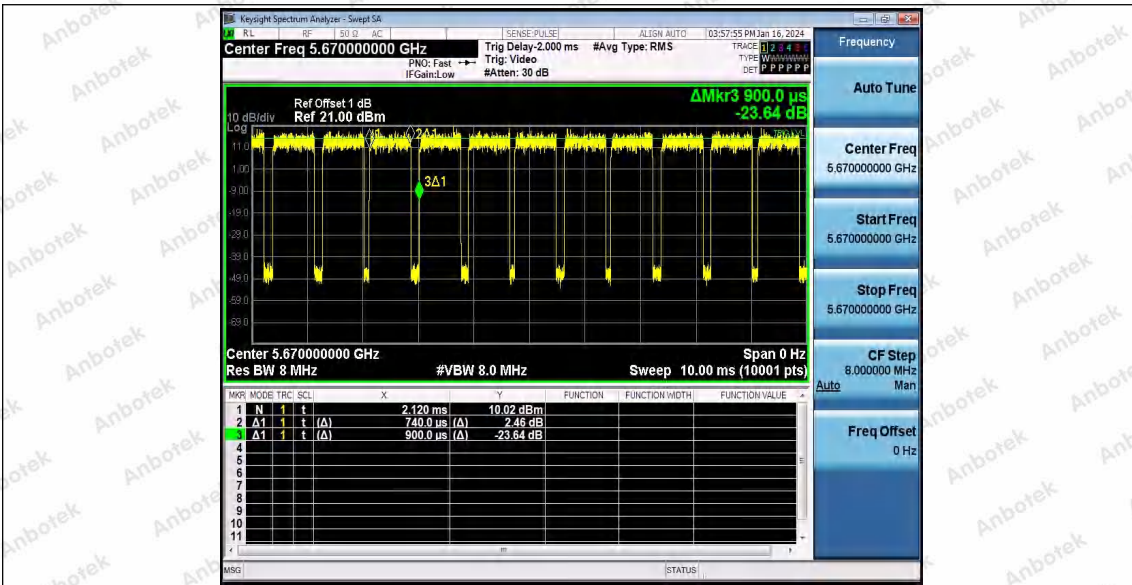 Keysight Spectrum Analyzer - Swept SA
RL RF 50 Ω AC SENSE:PULSE ALIGN AUTO 03:57:55 PM Jan 16, 2024
Center Freq 5.670000000 GHz
PNO: Fast
IFGain:Low
Trig Delay-2.000 ms
Trig: Video
#Atten: 30 dB
#Avg Type: RMS
TRACE 1 2 3 4 5 6
TYPE WWWWWW
DET P P P P P P
ΔMkr3 900.0 µs
-23.64 dB
Ref Offset 1 dB
10 dB/div Ref 21.00 dBm
Log
11.0
1.00
-9.00
-19.0
-29.0
-39.0
-49.0
-59.0
-69.0
2Δ1
3Δ1
Center 5.670000000 GHz Span 0 Hz
Res BW 8 MHz #VBW 8.0 MHz Sweep 10.00 ms (10001 pts)
MKR MODE TRC SCL X Y FUNCTION FUNCTION WIDTH FUNCTION VALUE
1 N 1 t 2.120 ms 10.02 dBm
2 Δ1 1 t (Δ) 740.0 µs (Δ) 2.46 dB
3 Δ1 1 t (Δ) 900.0 µs (Δ) -23.64 dB
4
5
6
7
8
9
10
11
MSG STATUS
Frequency
Auto Tune
Center Freq
5.670000000 GHz
Start Freq
5.670000000 GHz
Stop Freq
5.670000000 GHz
CF Step
8.000000 MHz
Auto Man
Freq Offset
0 Hz
Anbotek